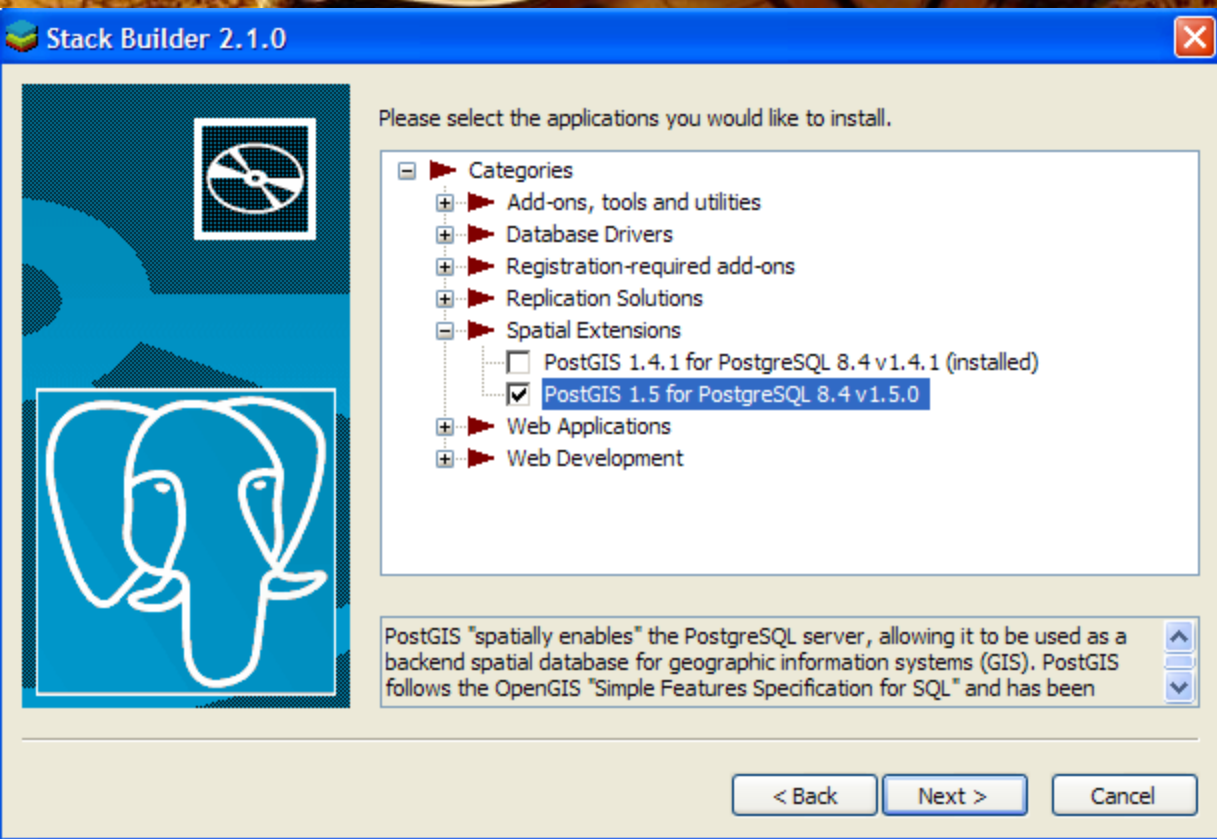 Stack Builder 2.1.0
Please select the applications you would like to install.
Categories
Add-ons, tools and utilities
Database Drivers
Registration-required add-ons
Replication Solutions
Spatial Extensions
PostGIS 1.4.1 for PostgreSQL 8.4 v1.4.1 (installed)
PostGIS 1.5 for PostgreSQL 8.4 v1.5.0
Web Applications
Web Development
PostGIS "spatially enables" the PostgreSQL server, allowing it to be used as a
backend spatial database for geographic information systems (GIS). PostGIS
follows the OpenGIS "Simple Features Specification for SQL" and has been
< Back Next > Cancel